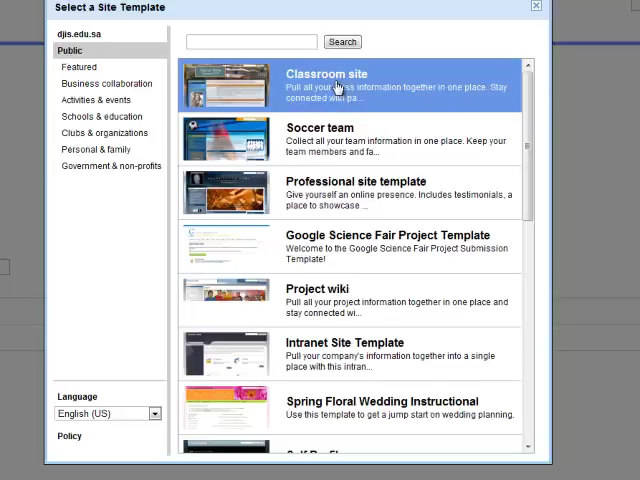 Select a Site Template
djis.edu.sa
Public
Featured
Business collaboration
Activities & events
Schools & education
Clubs & organizations
Personal & family
Government & non-profits
Language
English (US)
Policy
Search
Classroom site
Pull all your class information together in one place. Stay
connected with pa...
Soccer team
Collect all your team information in one place. Keep your
team members and fa...
Professional site template
Give yourself an online presence. Includes testimonials, a
place to showcase ...
Google Science Fair Project Template
Welcome to the Google Science Fair Project Submission
Template!
Project wiki
Pull all your project information together in one place and
stay connected wi...
Intranet Site Template
Pull your company's information together into a single
place with this intran...
Spring Floral Wedding Instructional
Use this template to get a jump start on wedding planning.